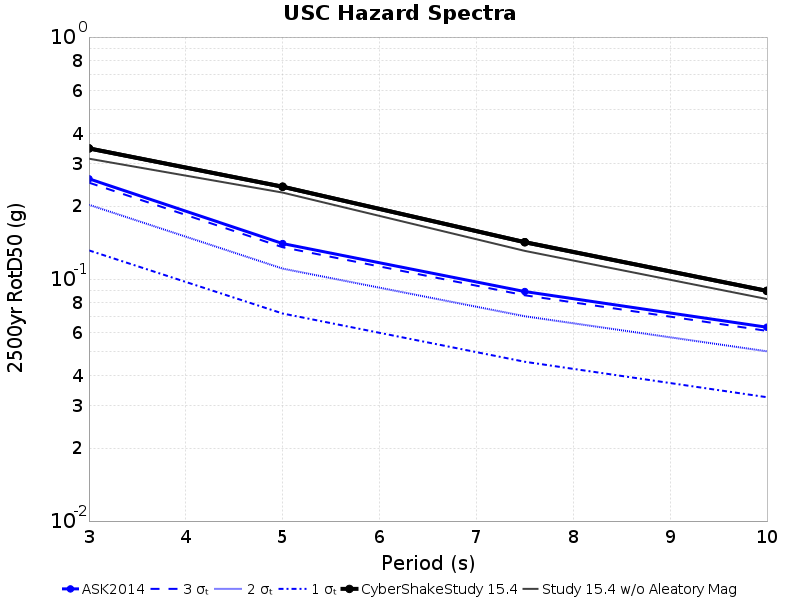 USC Hazard Spectra
10^0
8
6
4
3
2
10^-1
8
6
4
3
2
10^-2
2500yr RotD50 (g)
3 4 5 6 7 8 9 10
Period (s)
ASK2014 3 σₜ 2 σₜ 1 σₜ CyberShakeStudy 15.4 Study 15.4 w/o Aleatory Mag